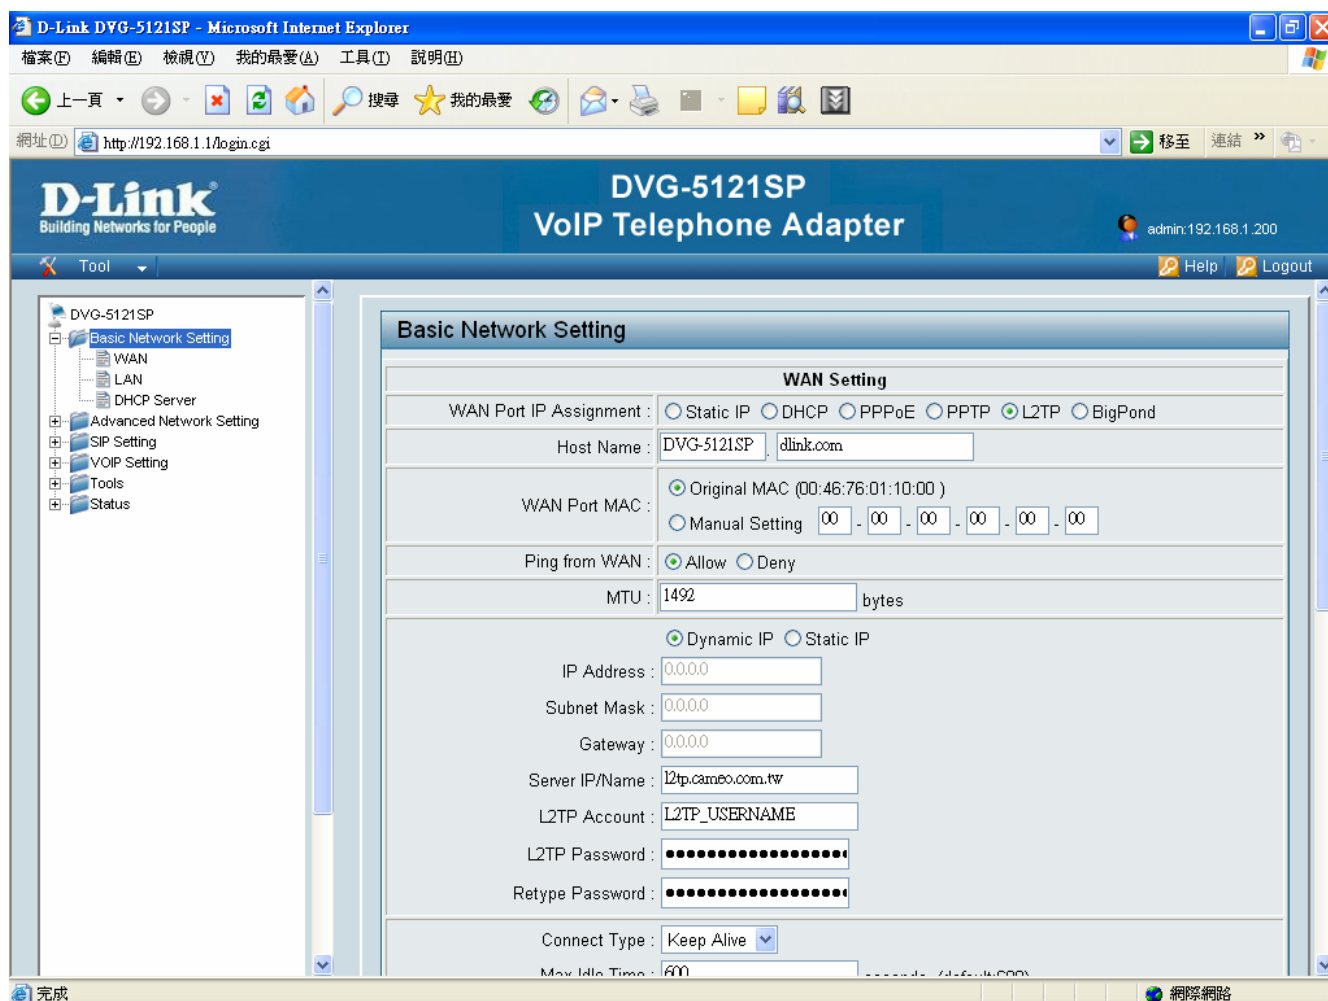 D-Link DVG-5121SP - Microsoft Internet Explorer
檔案(F) 編輯(E) 檢視(V) 我的最愛(A) 工具(T) 說明(H)
上一頁 搜尋 我的最愛
網址(D) http://192.168.1.1/login.cgi 移至 連結 »
D-Link
Building Networks for People
DVG-5121SP
VoIP Telephone Adapter
admin:192.168.1.200
Tool Help Logout
DVG-5121SP
Basic Network Setting
WAN
LAN
DHCP Server
Advanced Network Setting
SIP Setting
VOIP Setting
Tools
Status
Basic Network Setting
WAN Setting
WAN Port IP Assignment : Static IP DHCP PPPoE PPTP L2TP BigPond
Host Name : DVG-5121SP . dlink.com
WAN Port MAC : Original MAC (00:46:76:01:10:00 )
Manual Setting 00 - 00 - 00 - 00 - 00 - 00
Ping from WAN : Allow Deny
MTU : 1492 bytes
Dynamic IP Static IP
IP Address : 0.0.0.0
Subnet Mask : 0.0.0.0
Gateway : 0.0.0.0
Server IP/Name : l2tp.cameo.com.tw
L2TP Account : L2TP_USERNAME
L2TP Password : ●●●●●●●●●●●●●●●●●●
Retype Password : ●●●●●●●●●●●●●●●●●●
Connect Type : Keep Alive
Max Idle Time : 600 seconds (default:600)
完成 網際網路